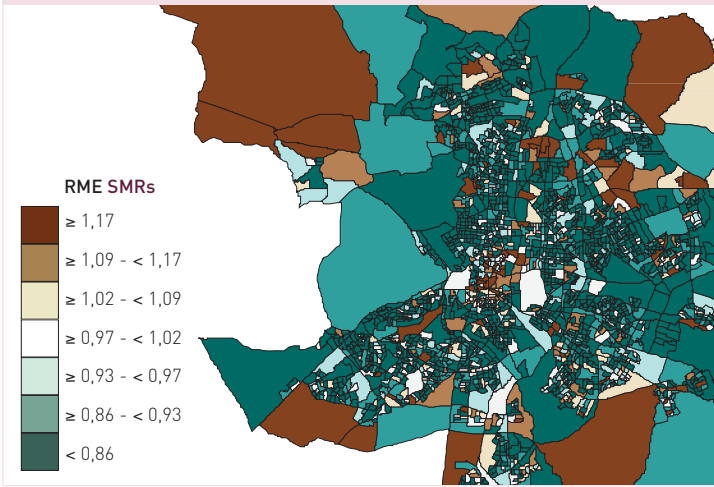 RME SMRs
≥ 1,17
≥ 1,09 - < 1,17
≥ 1,02 - < 1,09
≥ 0,97 - < 1,02
≥ 0,93 - < 0,97
≥ 0,86 - < 0,93
< 0,86